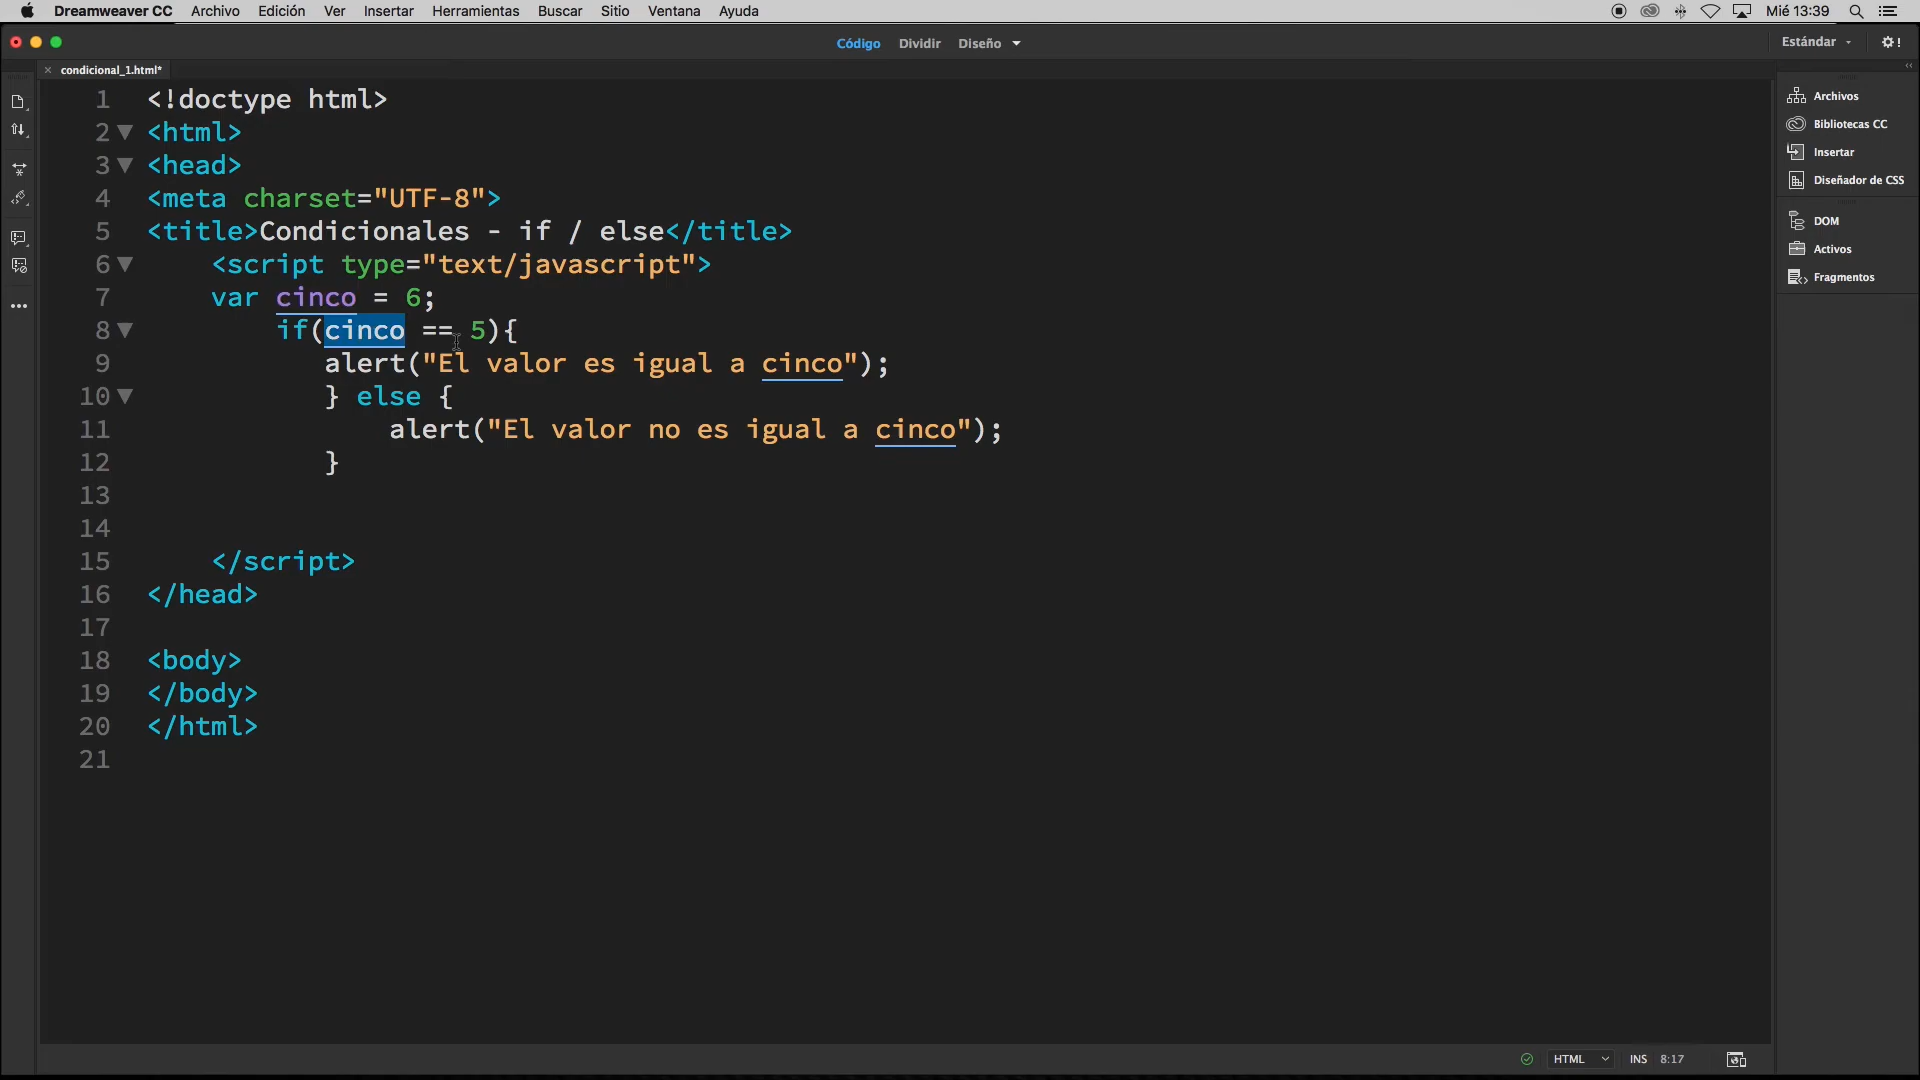 Dreamweaver CC Archivo Edición Ver Insertar Herramientas Buscar Sitio Ventana Ayuda Mié 13:39
Código Dividir Diseño Estándar
condicional_1.html*
1 <!doctype html>
2 <html>
3 <head>
4 <meta charset="UTF-8">
5 <title>Condicionales - if / else</title>
6 <script type="text/javascript">
7 var cinco = 6;
8 if(cinco == 5){
9 alert("El valor es igual a cinco");
10 } else {
11 alert("El valor no es igual a cinco");
12 }
13
14
15 </script>
16 </head>
17
18 <body>
19 </body>
20 </html>
21
Archivos
Bibliotecas CC
Insertar
Diseñador de CSS
DOM
Activos
Fragmentos
HTML INS 8:17